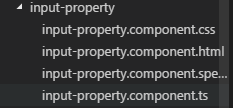 input-property
input-property.component.css
input-property.component.html
input-property.component.spe...
input-property.component.ts